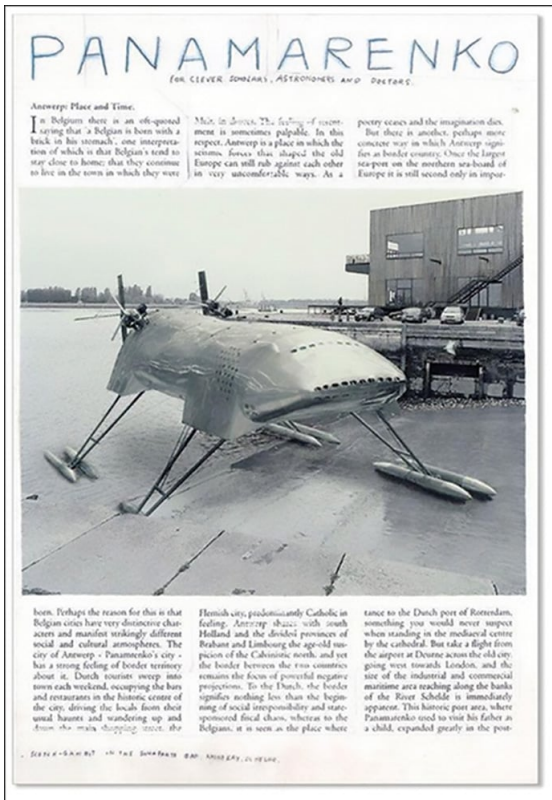 PANAMARENKO
FOR CLEVER SCHOLARS, ASTRONOMERS AND DOCTORS.
Antwerp: Place and Time.
In Belgium there is an oft-quoted
saying that 'a Belgian is born with a
brick in his stomach', one interpreta-
tion of which is that Belgian's tend to
stay close to home; that they continue
to live in the town in which they were
The feeling of resent-
ment is sometimes palpable. In this
respect, Antwerp is a place in which the
seismic forces that shaped the old
Europe can still rub against each other
in very uncomfortable ways. As a
poetry ceases and the imagination dies.
But there is another, perhaps more
concrete way in which Antwerp signi-
fies as border country. Once the largest
sea-port on the northern sea-board of
Europe it is still second only in impor-
born. Perhaps the reason for this is that
Belgian cities have very distinctive char-
acters and manifest strikingly different
social and cultural atmospheres. The
city of Antwerp - Panamarenko's city -
has a strong feeling of border territory
about it. Dutch tourists sweep into
town each weekend, occupying the bars
and restaurants in the historic centre of
the city, driving the locals from their
usual haunts and wandering up and
down the main shopping street, the
Flemish city, predominantly Catholic in
feeling. Antwerp shares with south
Holland and the divided provinces of
Brabant and Limbourg the age-old sus-
picion of the Calvinistic north, and yet
the border between the two countries
remains the focus of powerful negative
projections. To the Dutch, the border
signifies nothing less than the begin-
ning of social irresponsibility and state-
sponsored fiscal chaos, whereas to the
Belgians, it is seen as the place where
tance to the Dutch port of Rotterdam,
something you would never suspect
when standing in the mediaeval centre
by the cathedral. But take a flight from
the airport at Deurne across the old city,
going west towards London, and the
size of the industrial and commercial
maritime area reaching along the banks
of the River Schelde is immediately
apparent. This historic port area, where
Panamarenko used to visit his father as
a child, expanded greatly in the post-
IN THE